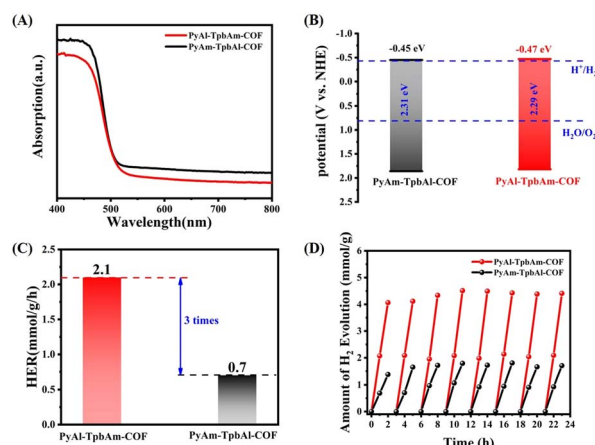 (A)
PyAl-TpbAm-COF
PyAm-TpbAl-COF
Absorption(a.u.)
400 500 600 700 800
Wavelength(nm)
(B)
-0.45 eV
-0.47 eV
H+/H
2.31 eV
2.29 eV
H2O/O2
potential (V vs. NHE)
-1.0
-0.5
0.0
0.5
1.0
1.5
2.0
2.5
PyAm-TpbAl-COF
PyAl-TpbAm-COF
(C)
2.1
3 times
0.7
HER(mmol/g/h)
2.5
2.0
1.5
1.0
0.5
0.0
PyAl-TpbAm-COF
PyAm-TpbAl-COF
(D)
PyAl-TpbAm-COF
PyAm-TpbAl-COF
Amount of H2 Evolution (mmol/g)
6
5
4
3
2
1
0
0 2 4 6 8 10 12 14 16 18 20 22 24
Time (h)